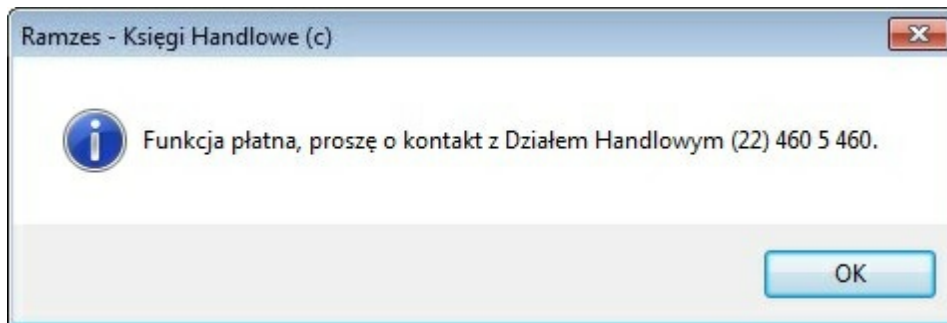 Ramzes - Księgi Handlowe (c)
Funkcja płatna, proszę o kontakt z Działem Handlowym (22) 460 5 460.
OK